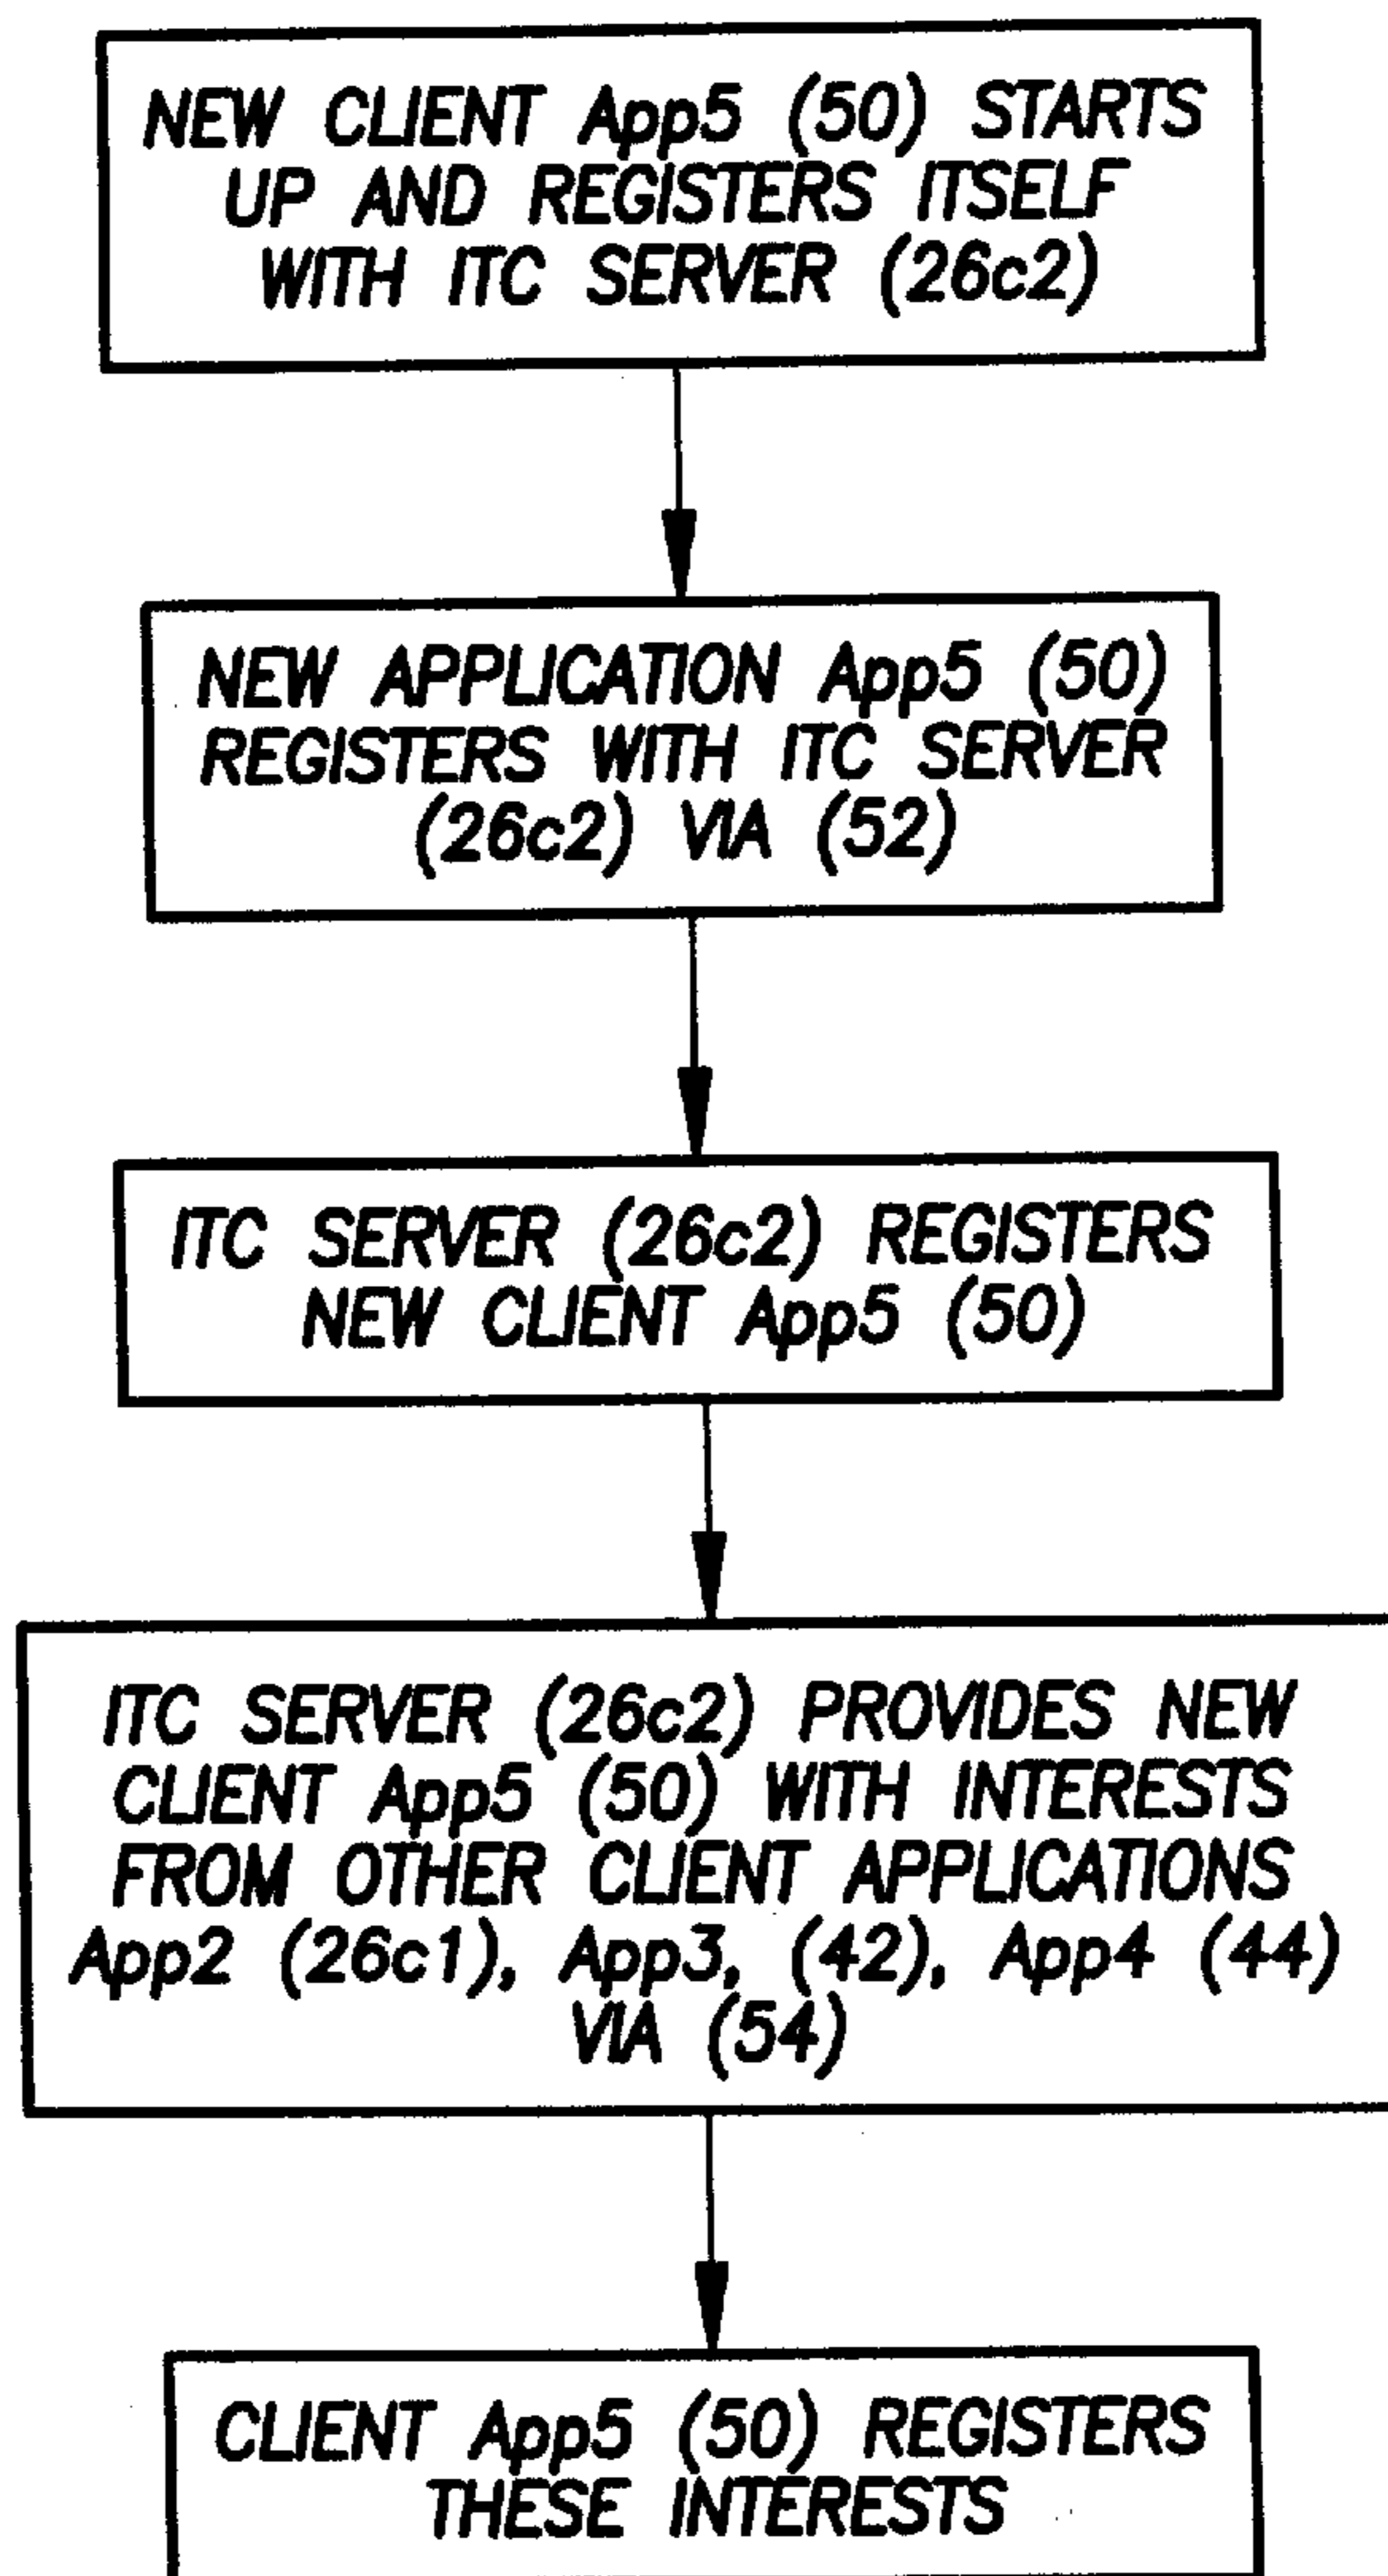 NEW CLIENT App5 (50) STARTS
UP AND REGISTERS ITSELF
WITH ITC SERVER (26c2)
NEW APPLICATION App5 (50)
REGISTERS WITH ITC SERVER
(26c2) VIA (52)
ITC SERVER (26c2) REGISTERS
NEW CLIENT App5 (50)
ITC SERVER (26c2) PROVIDES NEW
CLIENT App5 (50) WITH INTERESTS
FROM OTHER CLIENT APPLICATIONS
App2 (26c1), App3, (42), App4 (44)
VIA (54)
CLIENT App5 (50) REGISTERS
THESE INTERESTS